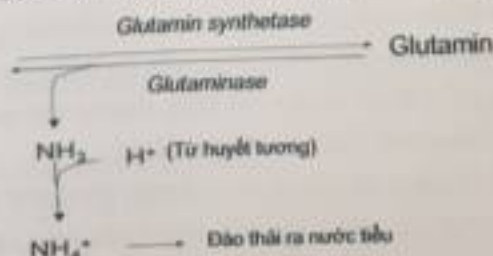 Glutamin synthetase
Glutamin
Glutaminase
NH₃ H⁺ (Từ huyết tương)
NH₄⁺ Đào thải ra nước tiểu